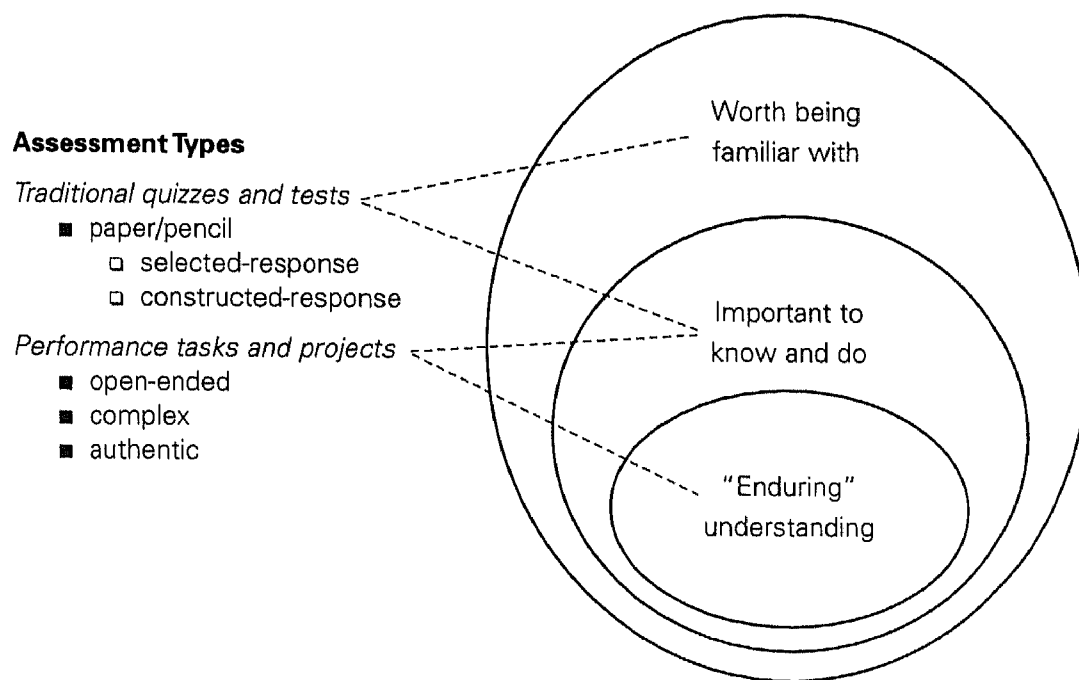 Assessment Types
Traditional quizzes and tests
■ paper/pencil
❑ selected-response
❑ constructed-response
Performance tasks and projects
■ open-ended
■ complex
■ authentic
Worth being
familiar with
Important to
know and do
“Enduring”
understanding